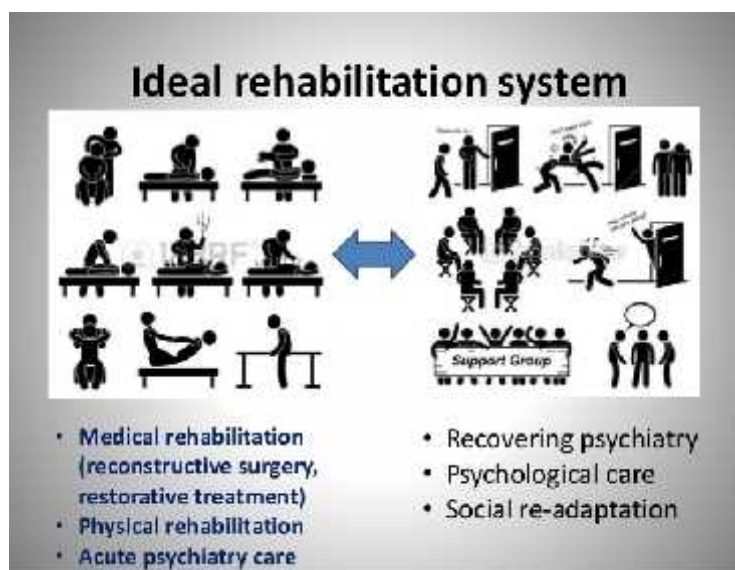 Ideal rehabilitation system
Support Group
• Medical rehabilitation
(reconstructive surgery,
restorative treatment)
• Physical rehabilitation
• Acute psychiatry care
• Recovering psychiatry
• Psychological care
• Social re-adaptation